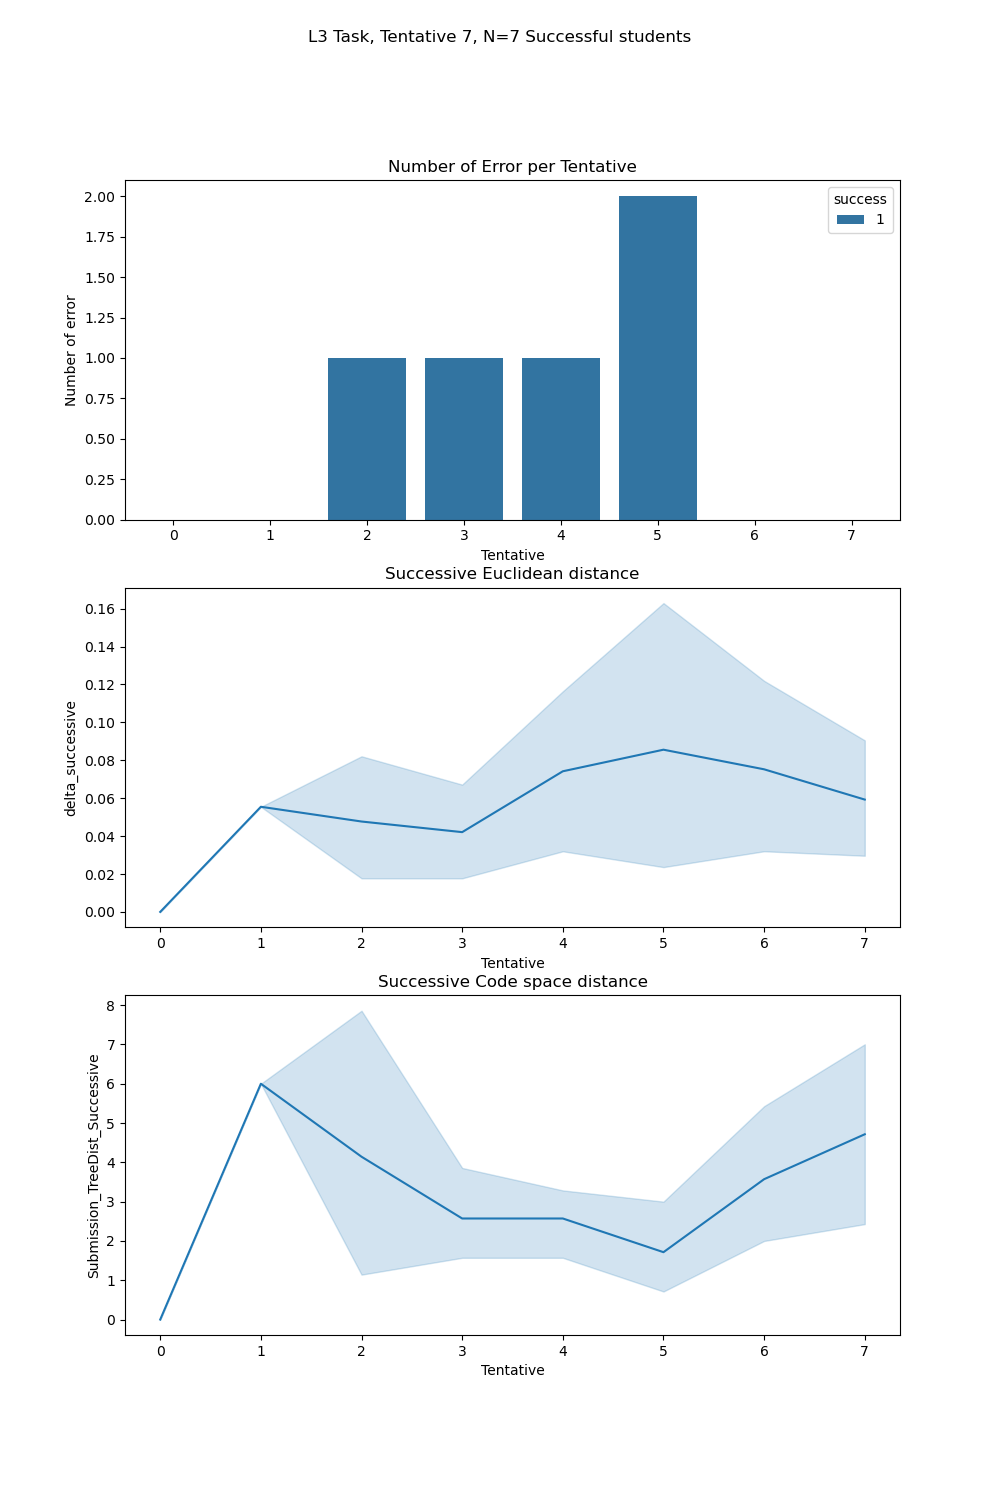 L3 Task, Tentative 7, N=7 Successful students
Number of Error per Tentative
2.00
1.75
1.50
1.25
1.00
0.75
0.50
0.25
0.00
Number of error
success
1
0 1 2 3 4 5 6 7
Tentative
Successive Euclidean distance
0.16
0.14
0.12
0.10
0.08
0.06
0.04
0.02
0.00
delta_successive
0 1 2 3 4 5 6 7
Tentative
Successive Code space distance
8
7
6
5
4
3
2
1
0
Submission_TreeDist_Successive
0 1 2 3 4 5 6 7
Tentative